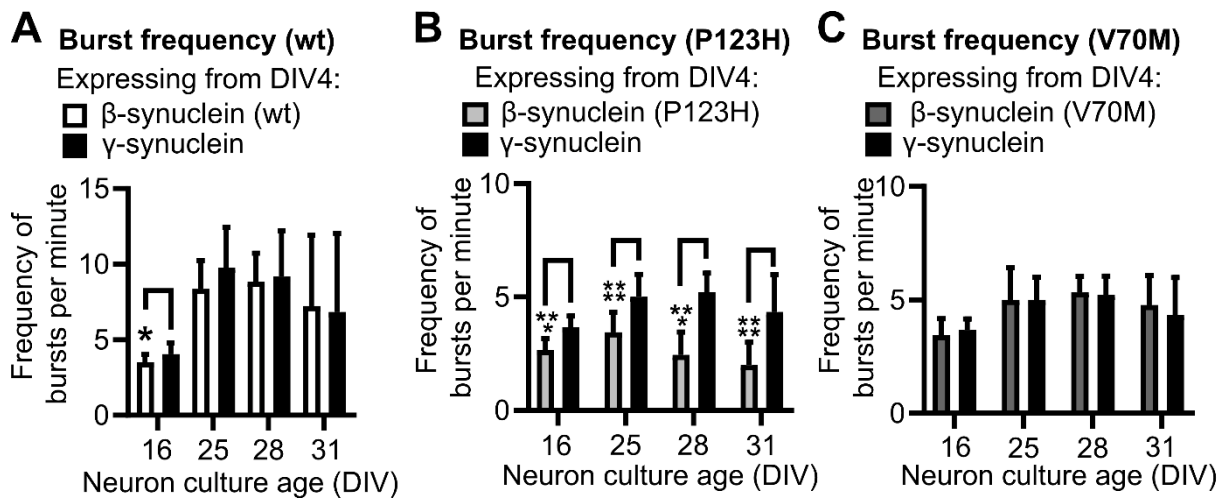 A Burst frequency (wt)
Expressing from DIV4:
β-synuclein (wt)
γ-synuclein
Frequency of
bursts per minute
15
10
5
0
*
16 25 28 31
Neuron culture age (DIV)
B Burst frequency (P123H)
Expressing from DIV4:
β-synuclein (P123H)
γ-synuclein
Frequency of
bursts per minute
10
5
0
***
****
***
****
16 25 28 31
Neuron culture age (DIV)
C Burst frequency (V70M)
Expressing from DIV4:
β-synuclein (V70M)
γ-synuclein
Frequency of
bursts per minute
10
5
0
16 25 28 31
Neuron culture age (DIV)